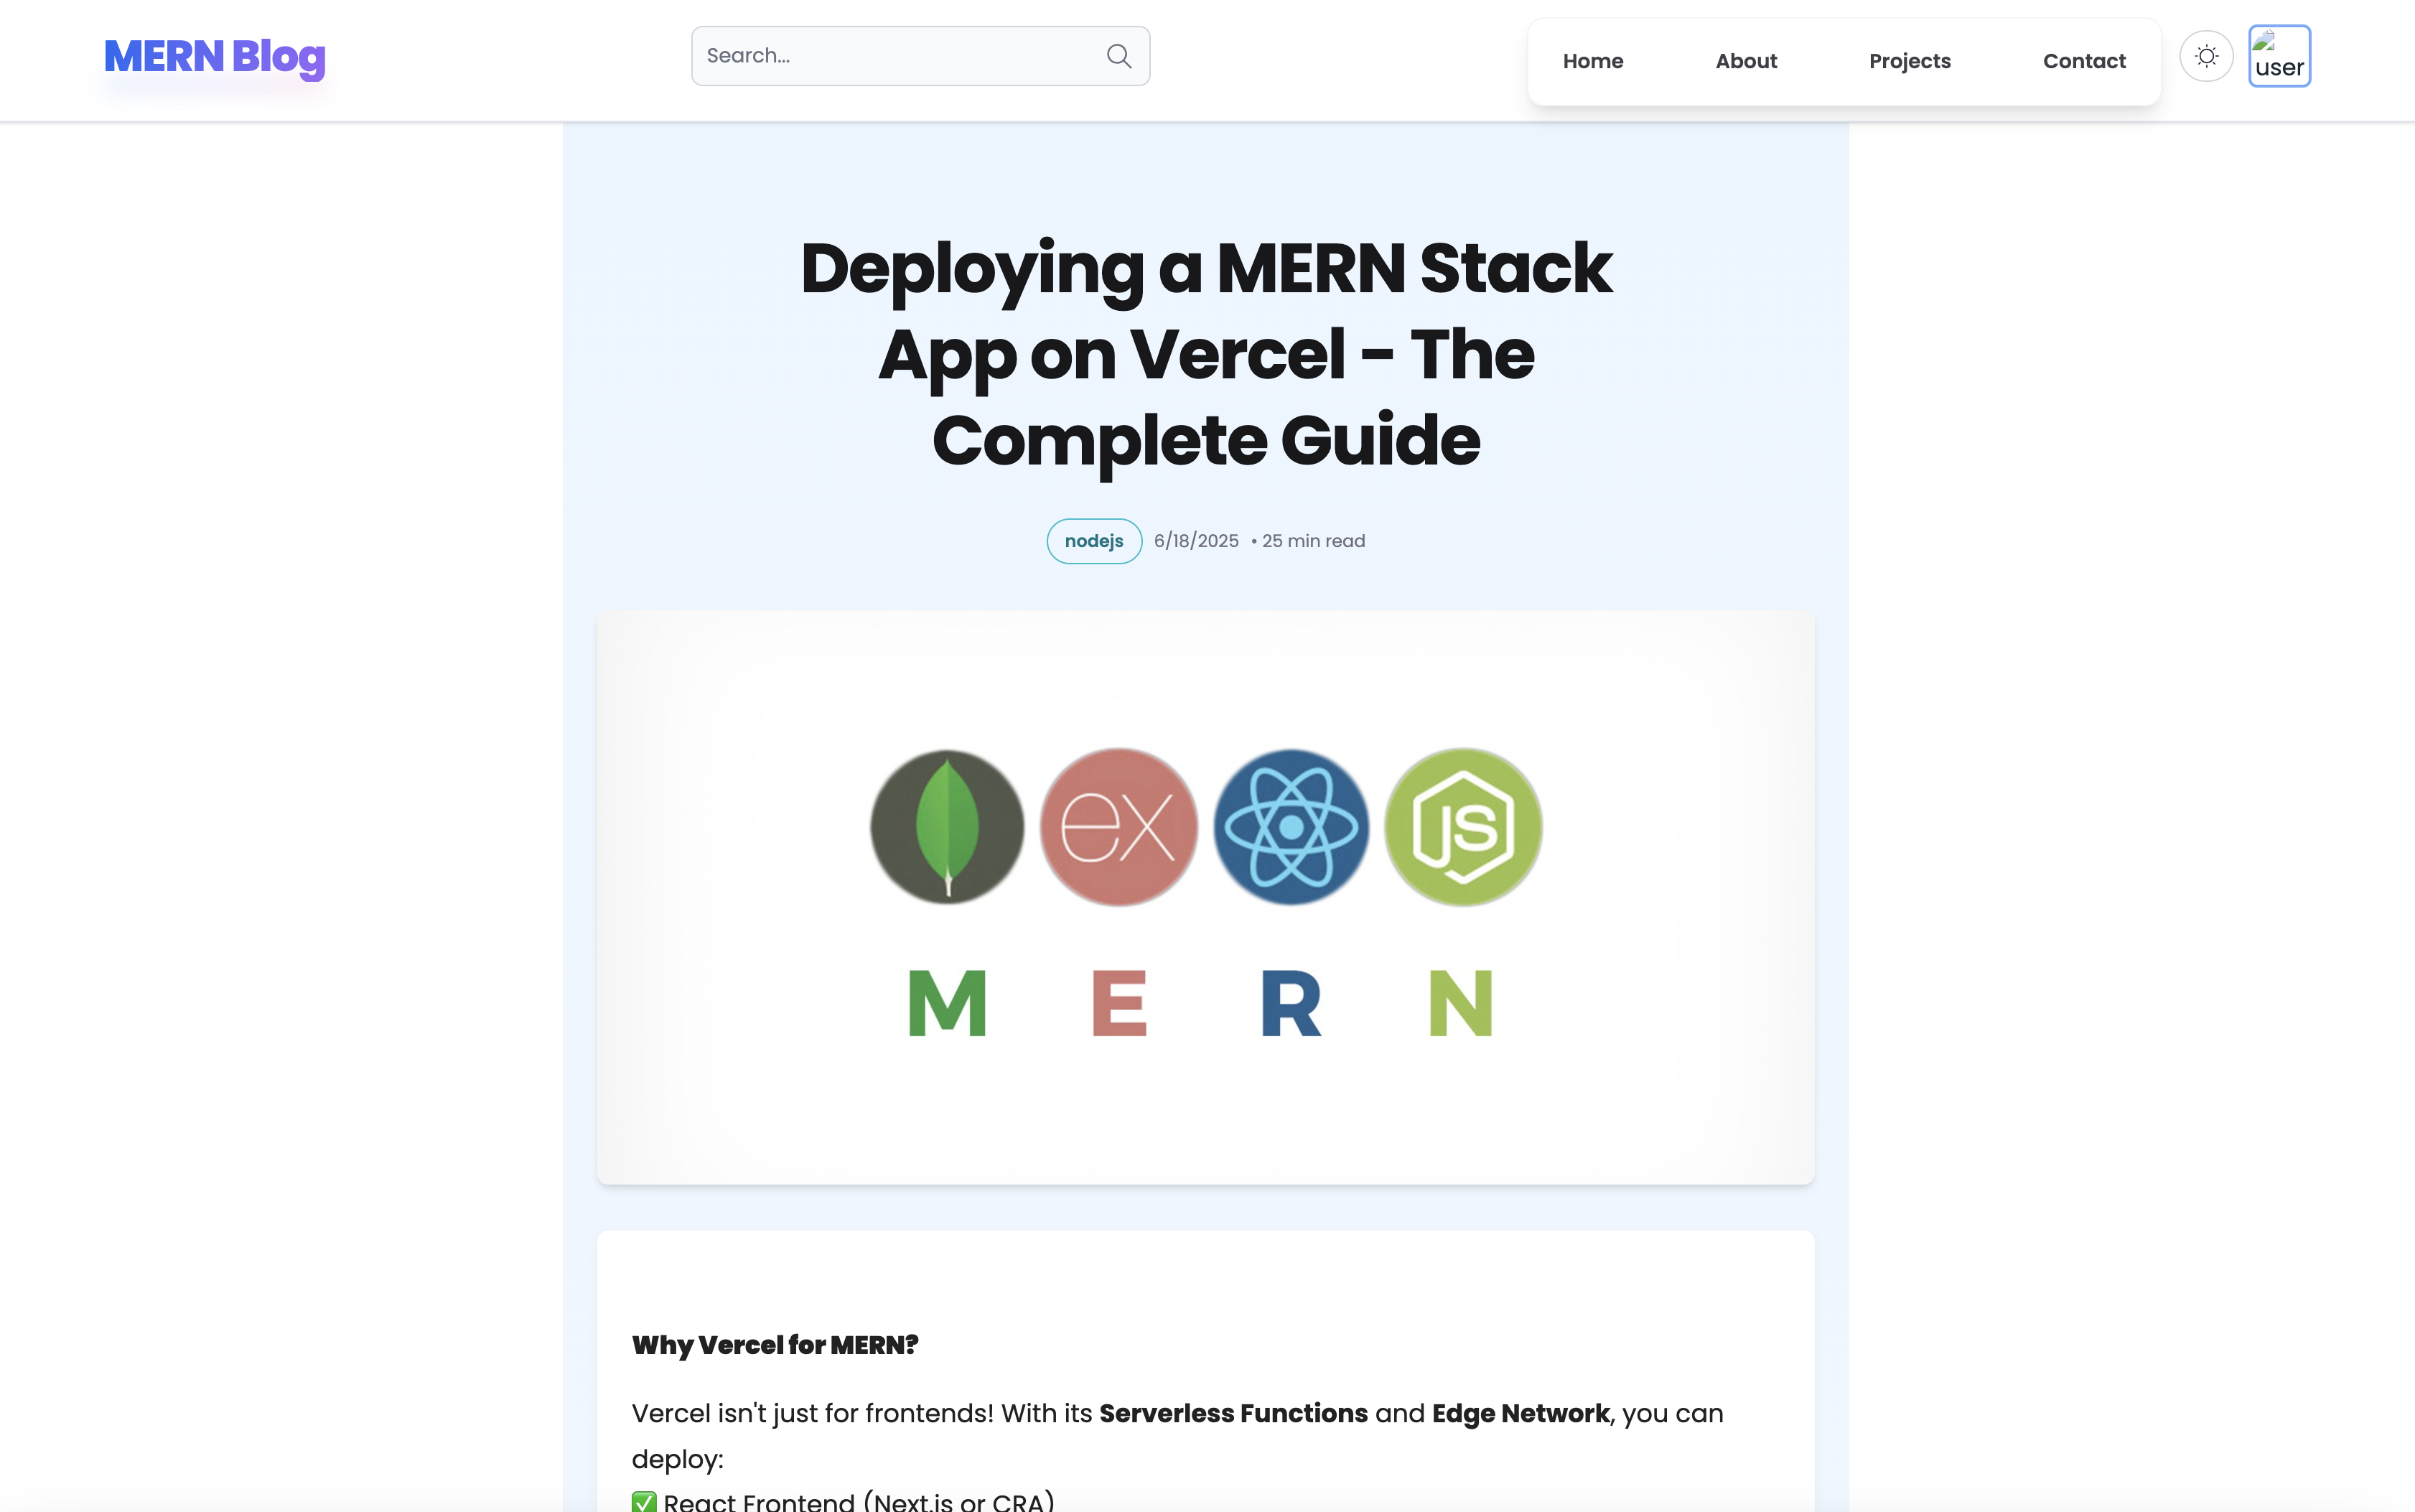 MERN Blog
Search...
Home
About
Projects
Contact
user
Deploying a MERN Stack
App on Vercel - The
Complete Guide
nodejs 6/18/2025 • 25 min read
ex
JS
M E R N
Why Vercel for MERN?
Vercel isn't just for frontends! With its Serverless Functions and Edge Network, you can
deploy:
✅ React Frontend (Next.js or CRA)